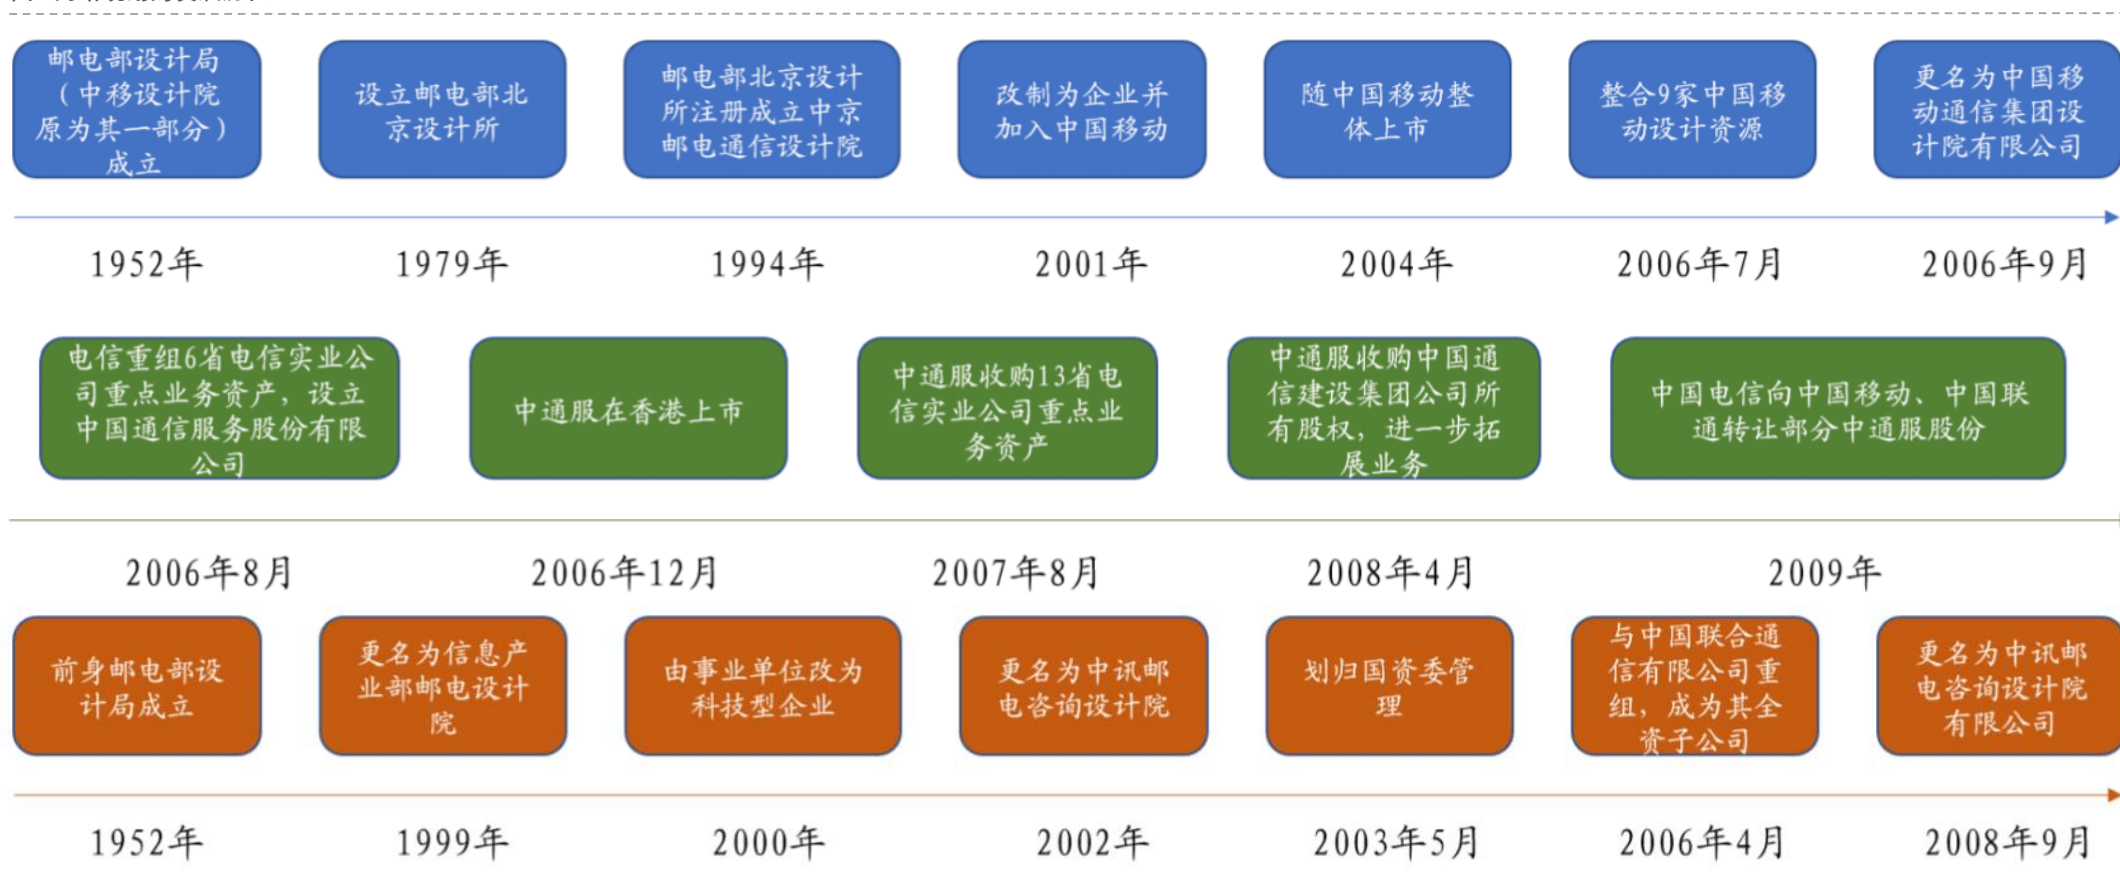 邮电部设计局
（中移设计院
原为其一部分）
成立
设立邮电部北
京设计所
邮电部北京设计
所注册成立中京
邮电通信设计院
改制为企业并
加入中国移动
随中国移动整
体上市
整合9家中国移
动设计资源
更名为中国移
动通信集团设
计院有限公司
1952年
1979年
1994年
2001年
2004年
2006年7月
2006年9月
电信重组6省电信实业公
司重点业务资产，设立
中国通信服务股份有限
公司
中通服在香港上市
中通服收购13省电
信实业公司重点业
务资产
中通服收购中国通
信建设集团公司所
有股权，进一步拓
展业务
中国电信向中国移动、中国联
通转让部分中通服股份
2006年8月
2006年12月
2007年8月
2008年4月
2009年
前身邮电部设
计局成立
更名为信息产
业部邮电设计
院
由事业单位改为
科技型企业
更名为中讯邮
电咨询设计院
划归国资委管
理
与中国联合通
信有限公司重
组，成为其全
资子公司
更名为中讯邮
电咨询设计院
有限公司
1952年
1999年
2000年
2002年
2003年5月
2006年4月
2008年9月